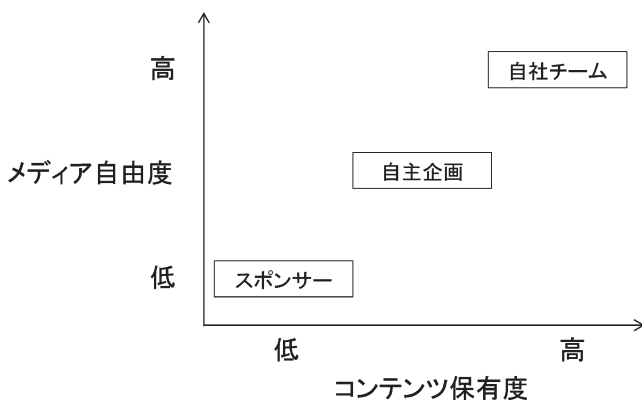 高
自社チーム
メディア自由度
自主企画
低
スポンサー
低
高
コンテンツ保有度